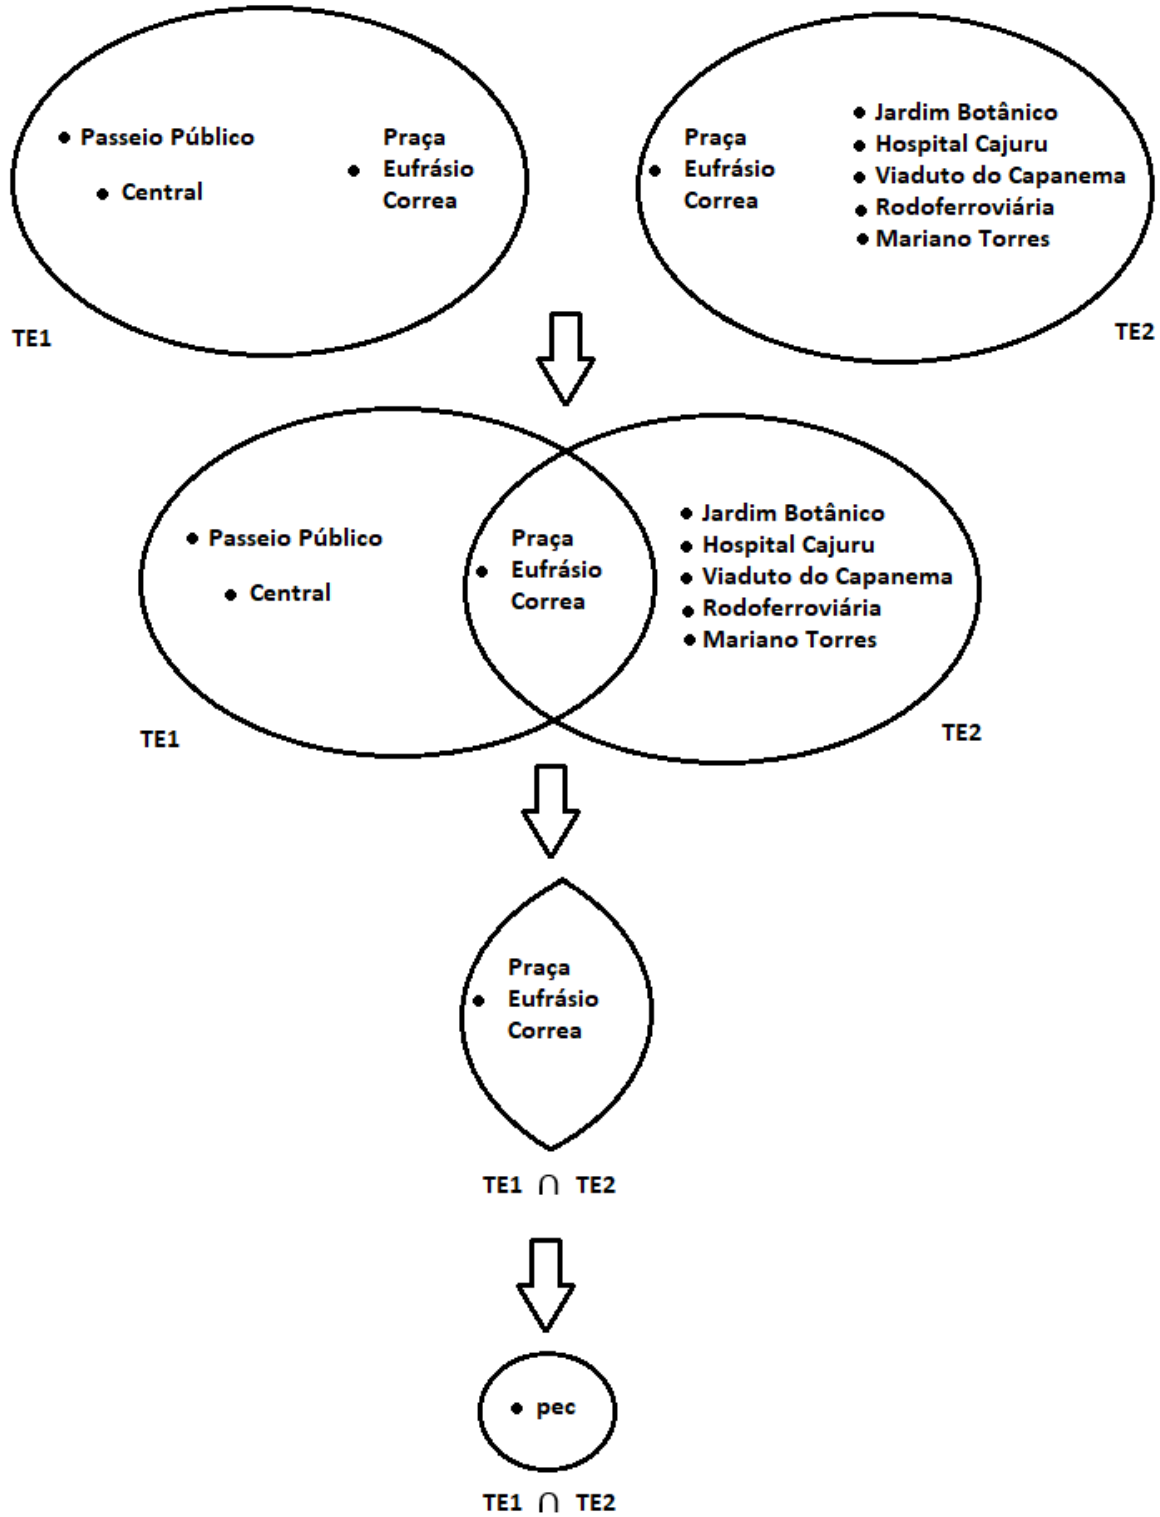 Passeio Público
Central
Praça
Eufrásio
Correa
TE1
Praça
Eufrásio
Correa
Jardim Botânico
Hospital Cajuru
Viaduto do Capanema
Rodoferroviária
Mariano Torres
TE2
Passeio Público
Central
Praça
Eufrásio
Correa
Jardim Botânico
Hospital Cajuru
Viaduto do Capanema
Rodoferroviária
Mariano Torres
TE1
TE2
Praça
Eufrásio
Correa
TE1 ∩ TE2
pec
TE1 ∩ TE2